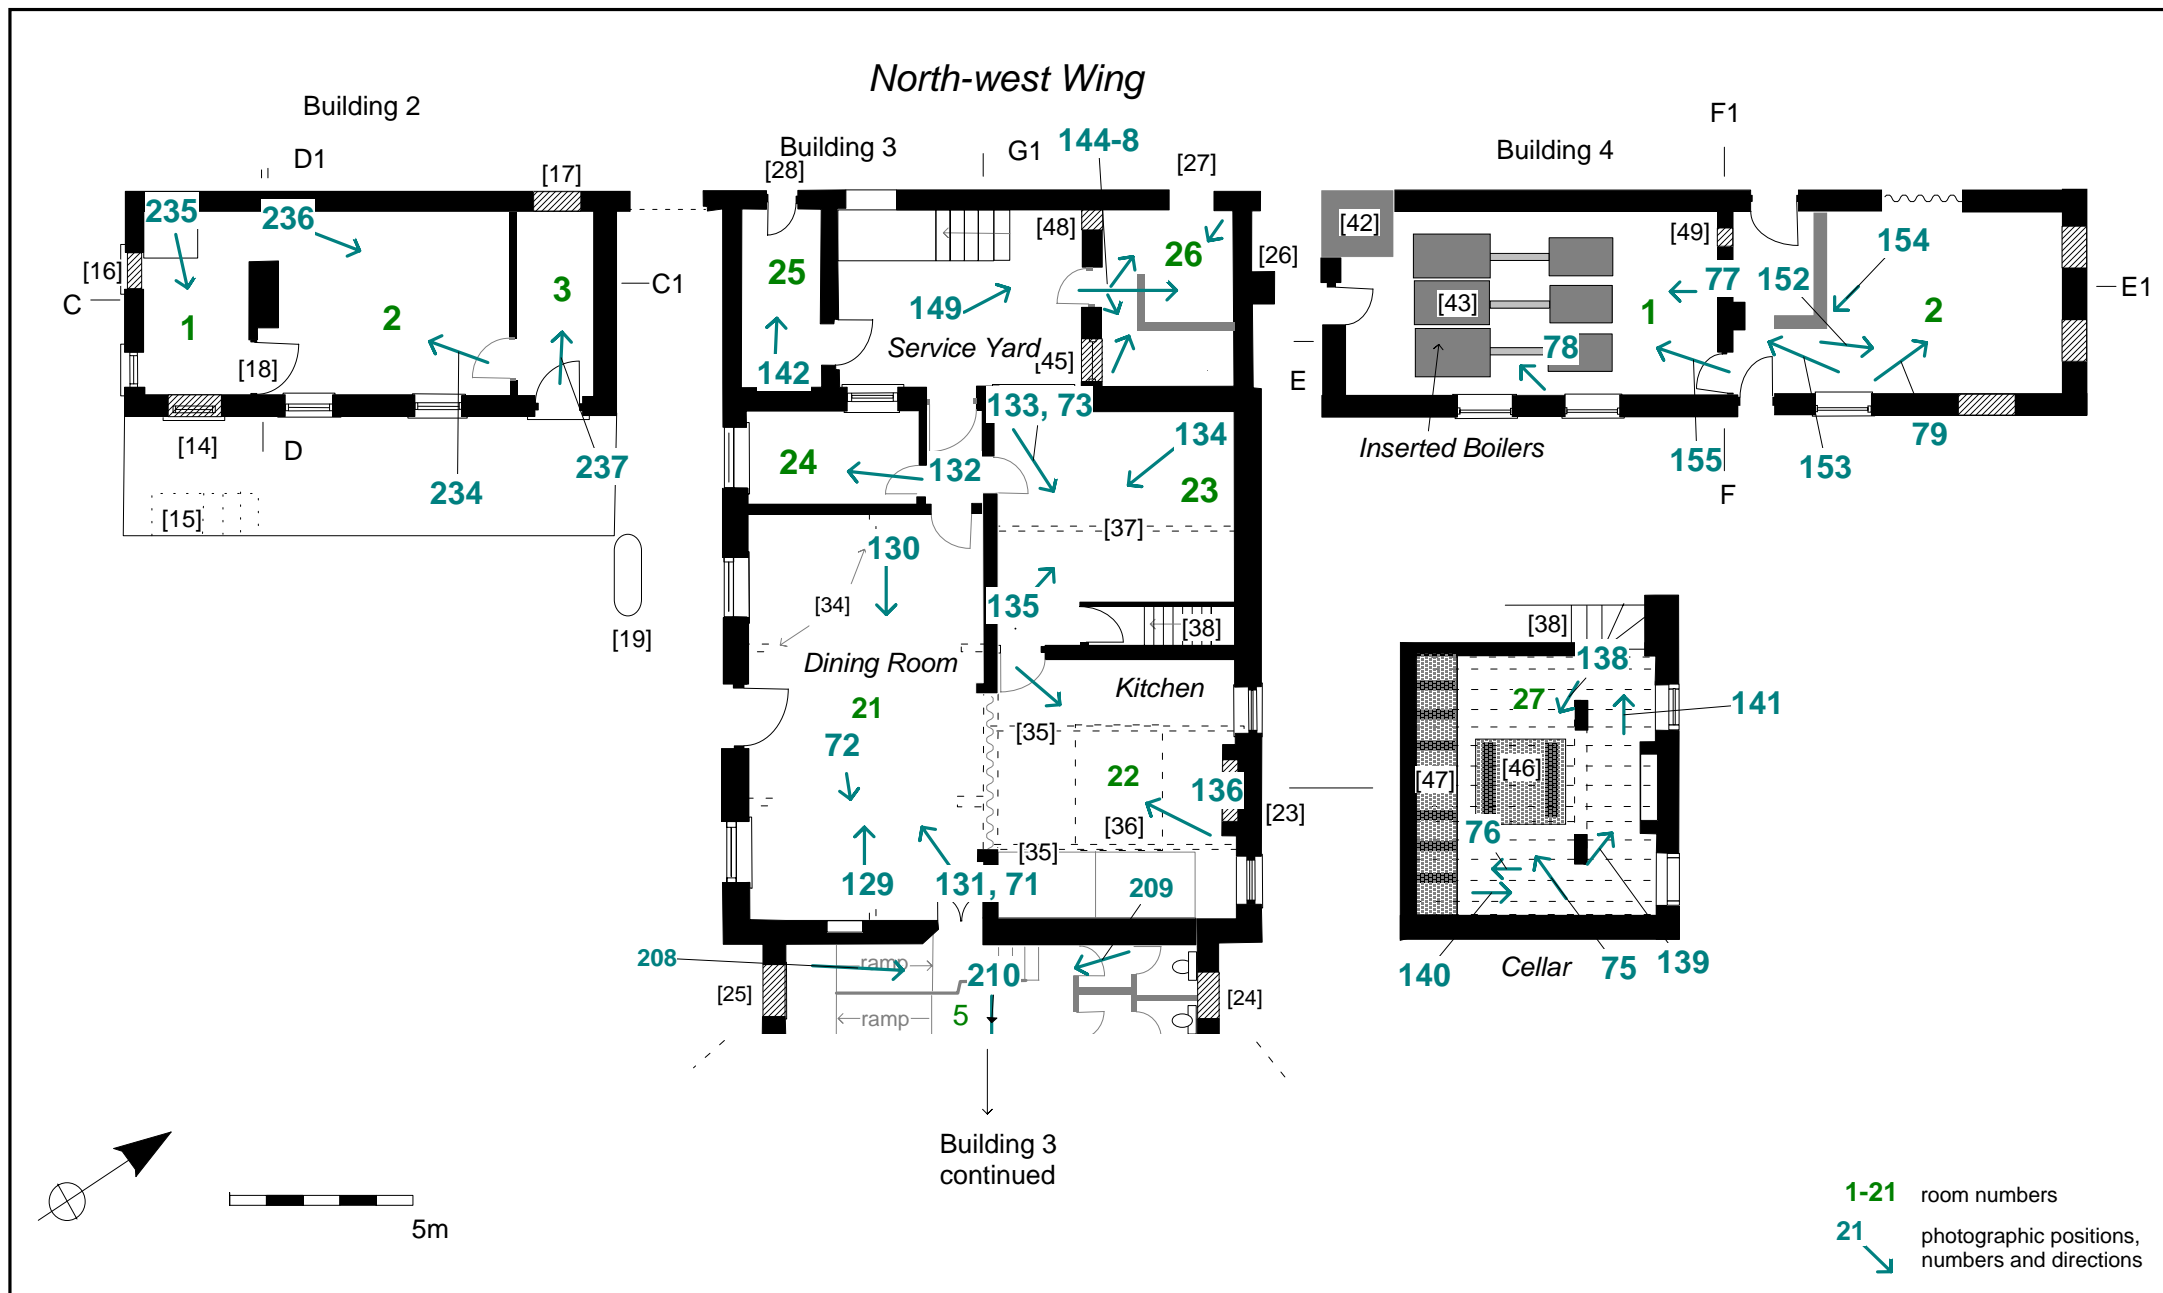 North-west Wing
Building 2
Building 3
Building 4
D1
[17]
[28]
G1
144-8
[27]
F1
235
236
[16]
C
1
2
3
C1
[18]
[14]
D
234
237
[15]
[19]
25
149
Service Yard
142
[48]
26
[26]
[45]
133, 73
134
24
132
23
[37]
130
[34]
135
[38]
Dining Room
Kitchen
21
72
[35]
22
136
[36]
[23]
[35]
129
131, 71
209
208
ramp
210
[25]
ramp
5
[24]
Building 3
continued
[42]
[49]
77
152
154
[43]
1
2
E1
78
E
Inserted Boilers
155
F
153
79
[38]
138
27
141
[47]
[46]
76
140
Cellar
75
139
5m
1-21 room numbers
21 photographic positions,
numbers and directions